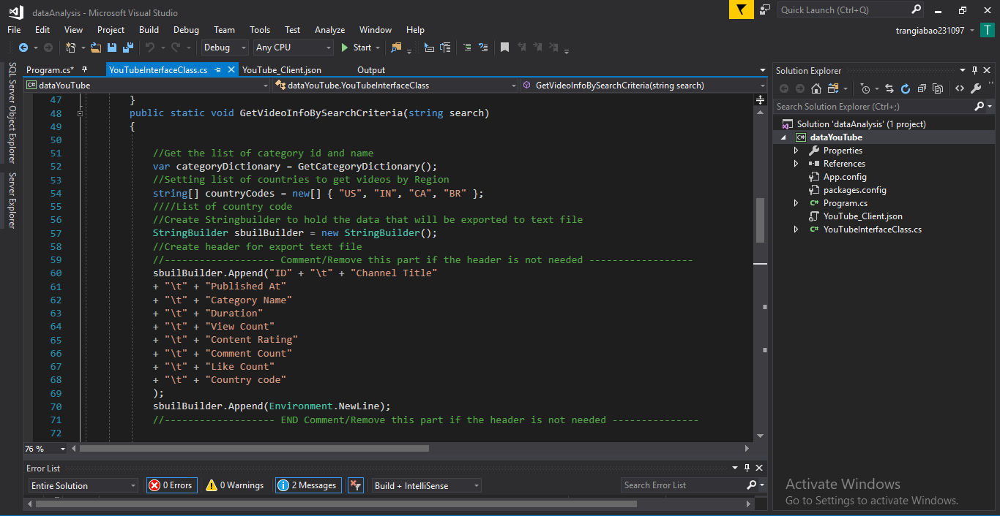 dataAnalysis - Microsoft Visual Studio
Quick Launch (Ctrl+Q)
File Edit View Project Build Debug Team Tools Test Analyze Window Help
trangiabao231097
T
Debug Any CPU Start
SQL Server Object Explorer
Server Explorer
Program.cs* YouTubeInterfaceClass.cs YouTube_Client.json Output
C# dataYouTube dataYouTube.YouTubeInterfaceClass GetVideoInfoBySearchCriteria(string search)
47 }
48 public static void GetVideoInfoBySearchCriteria(string search)
49 {
50
51 //Get the list of category id and name
52 var categoryDictionary = GetCategoryDictionary();
53 //Setting list of countries to get videos by Region
54 string[] countryCodes = new[] { "US", "IN", "CA", "BR" };
55 ////List of country code
56 //Create Stringbuilder to hold the data that will be exported to text file
57 StringBuilder sbuilBuilder = new StringBuilder();
58 //Create header for export text file
59 //------------------- Comment/Remove this part if the header is not needed ------------------
60 sbuilBuilder.Append("ID" + "\t" + "Channel Title"
61 + "\t" + "Published At"
62 + "\t" + "Category Name"
63 + "\t" + "Duration"
64 + "\t" + "View Count"
65 + "\t" + "Content Rating"
66 + "\t" + "Comment Count"
67 + "\t" + "Like Count"
68 + "\t" + "Country code"
69 );
70 sbuilBuilder.Append(Environment.NewLine);
71 //------------------- END Comment/Remove this part if the header is not needed ---------------
72
76 %
Error List
Entire Solution 0 Errors 0 Warnings 2 Messages Build + IntelliSense Search Error List
Solution Explorer
Search Solution Explorer (Ctrl+;)
Solution 'dataAnalysis' (1 project)
C# dataYouTube
Properties
References
App.config
packages.config
C# Program.cs
YouTube_Client.json
C# YouTubeInterfaceClass.cs
Activate Windows
Go to Settings to activate Windows.